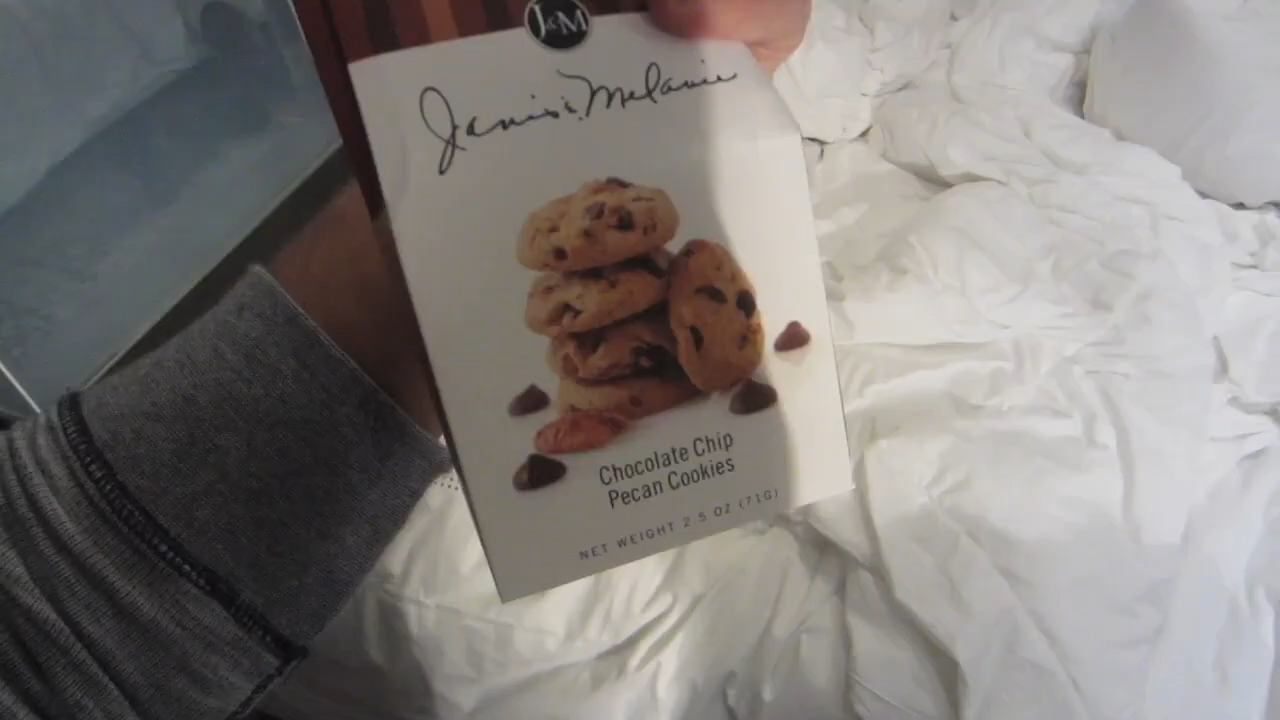 J&M
Janis & Melanie
Chocolate Chip
Pecan Cookies
NET WEIGHT 2.5 OZ (71G)